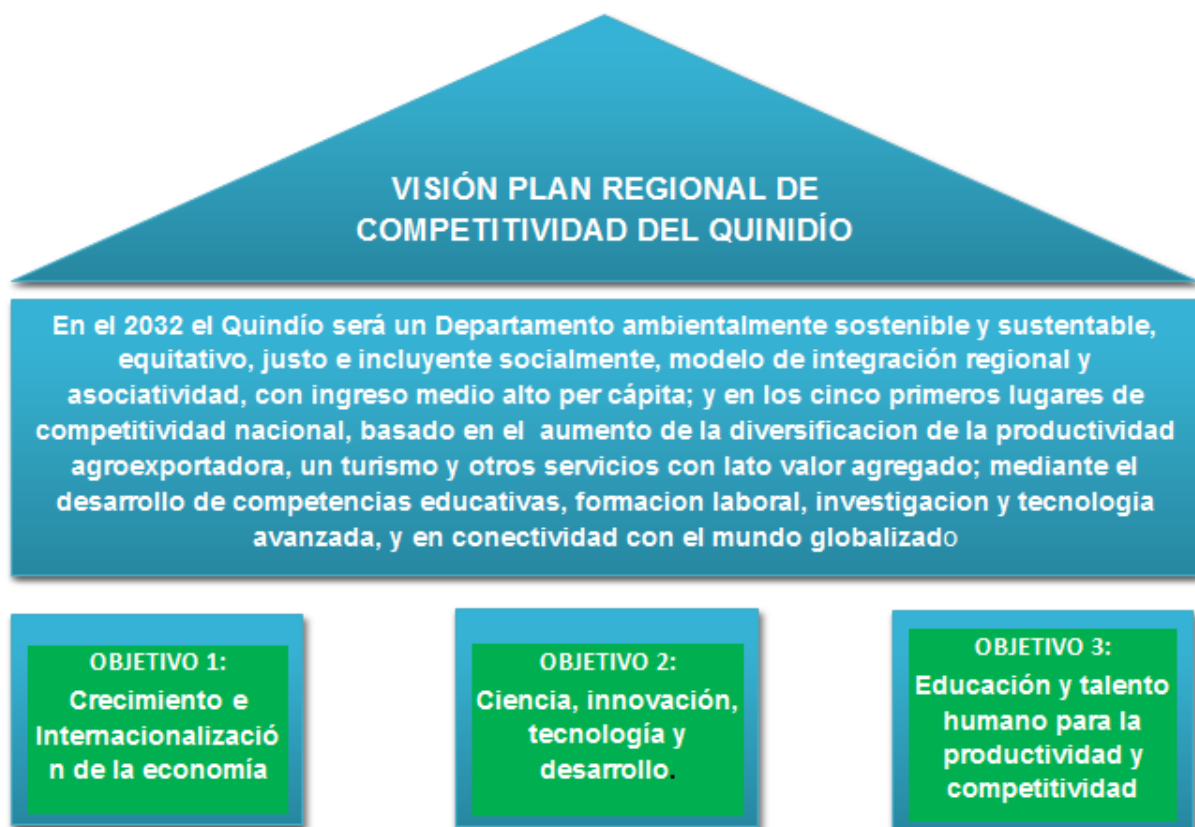 VISIÓN PLAN REGIONAL DE
COMPETITIVIDAD DEL QUINIDÍO
En el 2032 el Quindío será un Departamento ambientalmente sostenible y sustentable,
equitativo, justo e incluyente socialmente, modelo de integración regional y
asociatividad, con ingreso medio alto per cápita; y en los cinco primeros lugares de
competitividad nacional, basado en el aumento de la diversificacion de la productividad
agroexportadora, un turismo y otros servicios con lato valor agregado; mediante el
desarrollo de competencias educativas, formacion laboral, investigacion y tecnologia
avanzada, y en conectividad con el mundo globalizado
OBJETIVO 1:
Crecimiento e
Internacionalizació
n de la economía
OBJETIVO 2:
Ciencia, innovación,
tecnología y
desarrollo.
OBJETIVO 3:
Educación y talento
humano para la
productividad y
competitividad